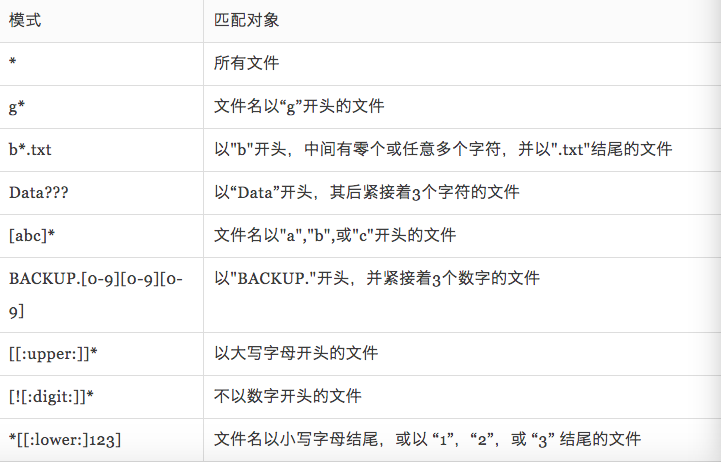 模式 匹配对象
* 所有文件
g* 文件名以“g”开头的文件
b*.txt 以"b"开头，中间有零个或任意多个字符，并以".txt"结尾的文件
Data??? 以“Data”开头，其后紧接着3个字符的文件
[abc]* 文件名以"a","b",或"c"开头的文件
BACKUP.[0-9][0-9][0- 以"BACKUP."开头，并紧接着3个数字的文件
9]
[[:upper:]]* 以大写字母开头的文件
[![:digit:]]* 不以数字开头的文件
*[[:lower:]123] 文件名以小写字母结尾，或以 “1”，“2”，或 “3” 结尾的文件